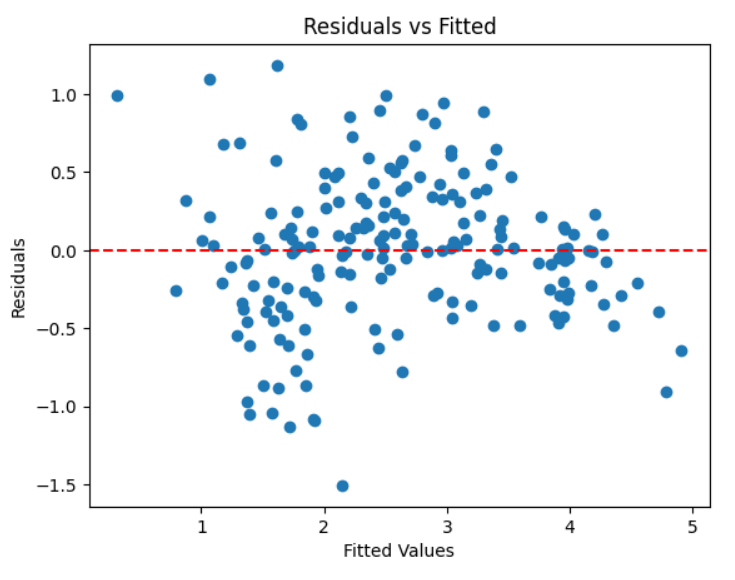 Residuals vs Fitted
1.0
0.5
0.0
−0.5
−1.0
−1.5
Residuals
1 2 3 4 5
Fitted Values